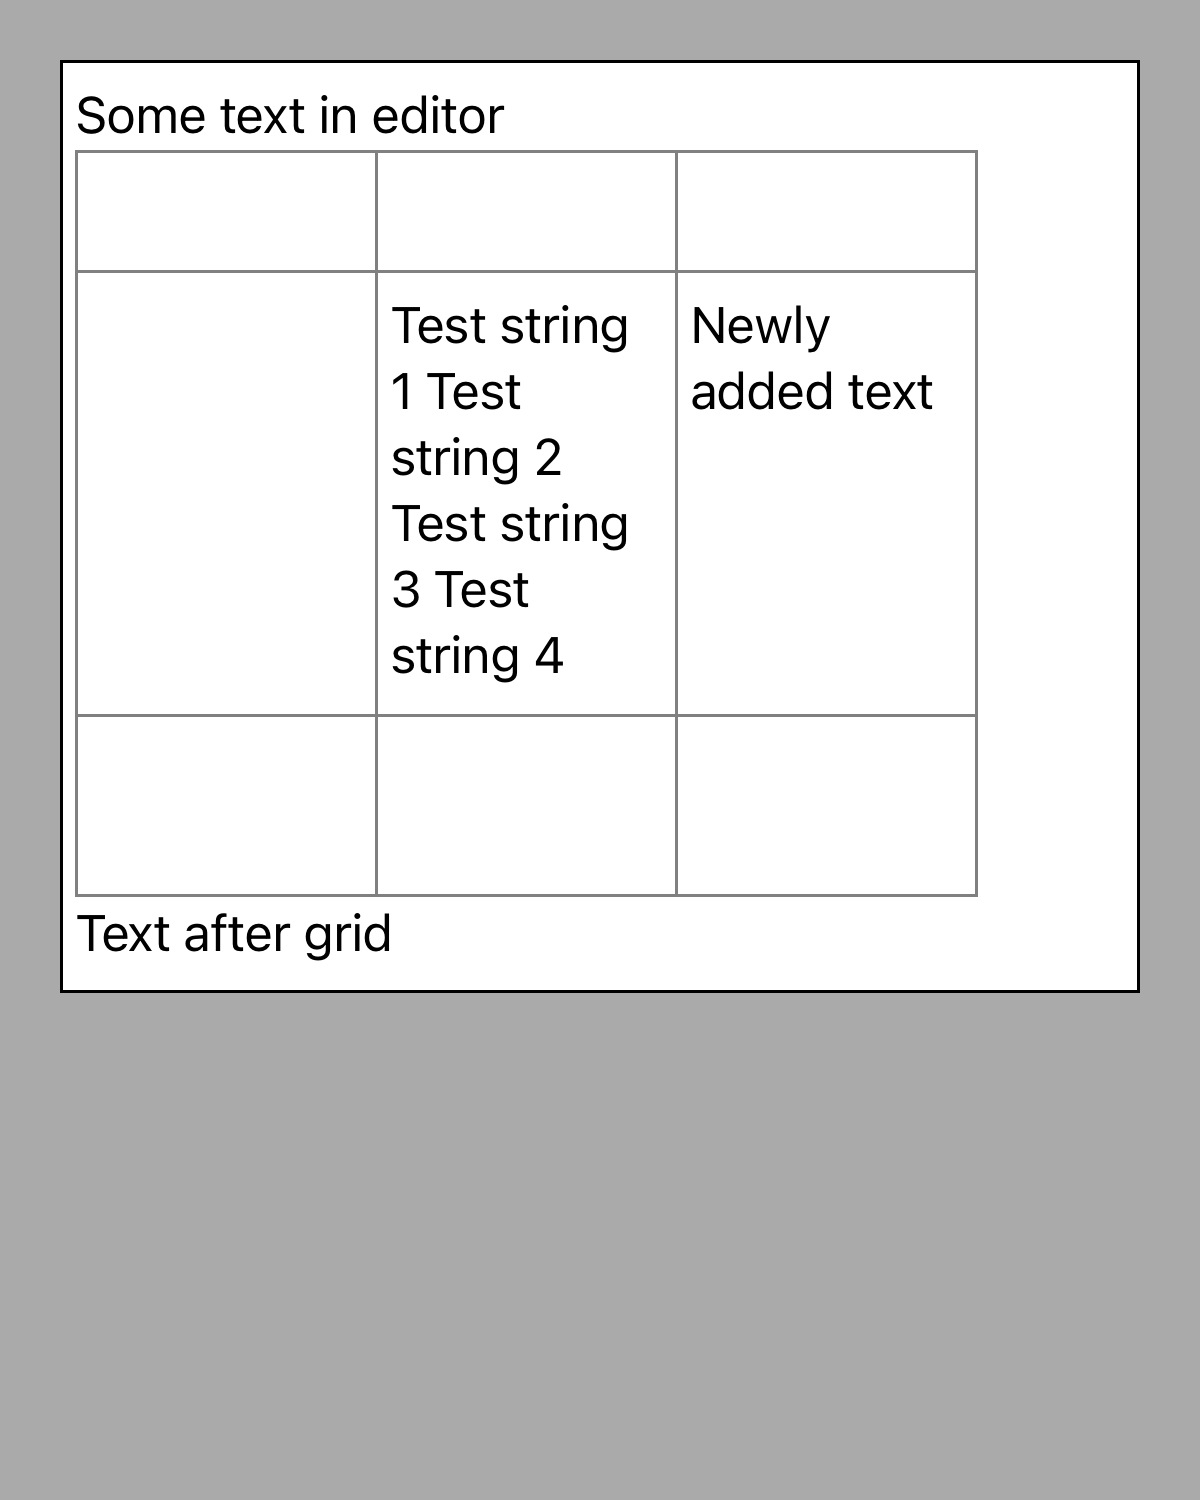 Some text in editor
Test string
1 Test
string 2
Test string
3 Test
string 4
Newly
added text
Text after grid